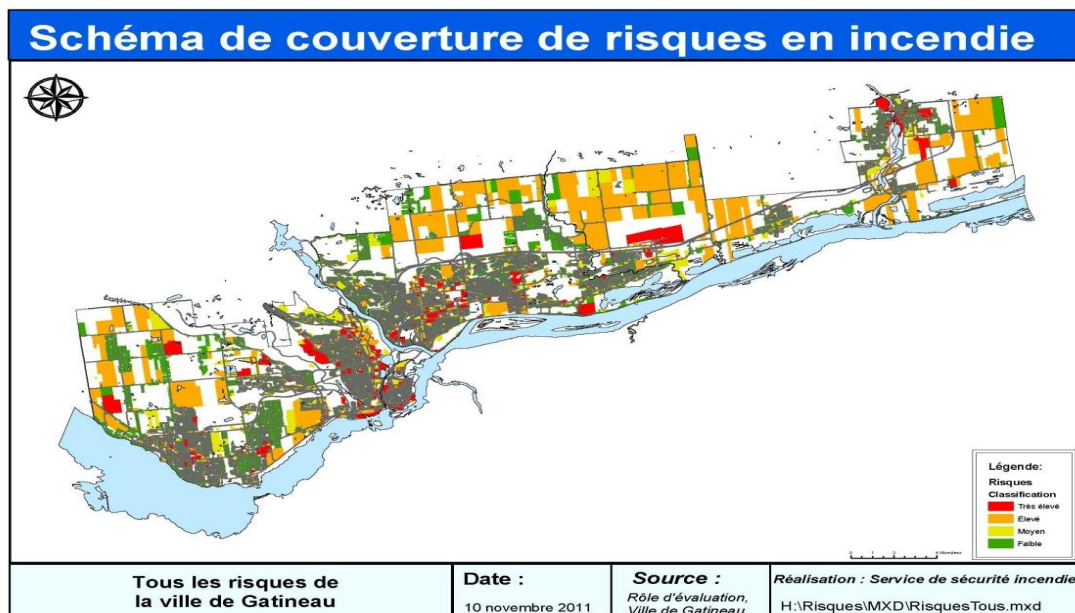 Schéma de couverture de risques en incendie
Légende:
Risques
Classification
Très élevé
Élevé
Moyen
Faible
Tous les risques de
la ville de Gatineau
Date :
10 novembre 2011
Source :
Rôle d'évaluation,
Ville de Gatineau
Réalisation : Service de sécurité incendie
H:\Risques\MXD\RisquesTous.mxd